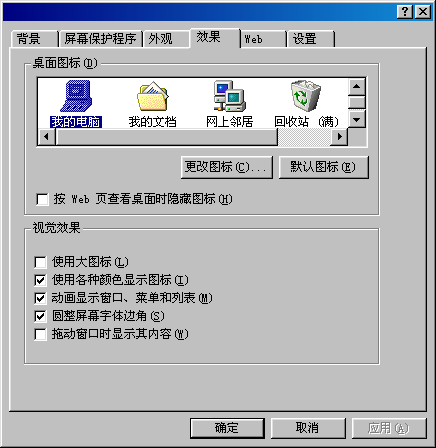 背景 屏幕保护程序 外观 效果 Web 设置
桌面图标(D)
我的电脑 我的文档 网上邻居 回收站 (满)
更改图标(C)... 默认图标(E)
按 Web 页查看桌面时隐藏图标(H)
视觉效果
使用大图标(L)
使用各种颜色显示图标(I)
动画显示窗口、菜单和列表(M)
圆整屏幕字体边角(S)
拖动窗口时显示其内容(W)
确定 取消 应用(A)